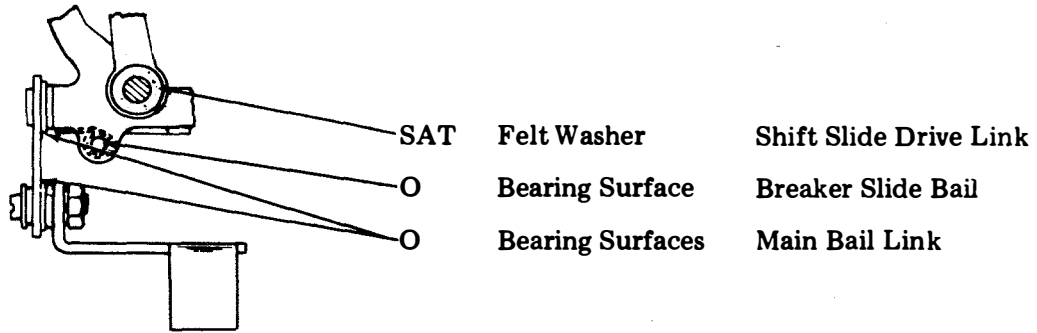 SAT Felt Washer Shift Slide Drive Link
O Bearing Surface Breaker Slide Bail
O Bearing Surfaces Main Bail Link